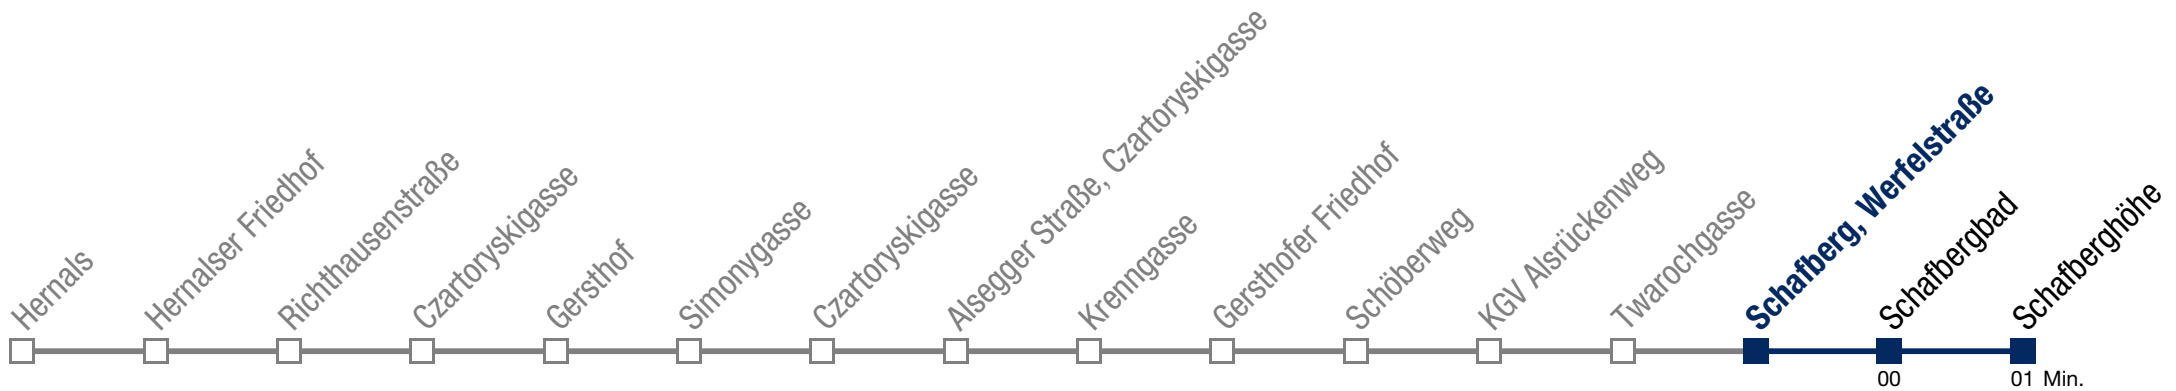 Hernals
Hernalser Friedhof
Richthausenstraße
Czartoryskigasse
Gersthof
Simonygasse
Czartoryskigasse
Alsegger Straße, Czartoryskigasse
Krenngasse
Gersthofer Friedhof
Schöberweg
KGV Alsrückenweg
Twarochgasse
Schafberg, Werfelstraße
Schafbergbad
Schafberghöhe
00 01 Min.